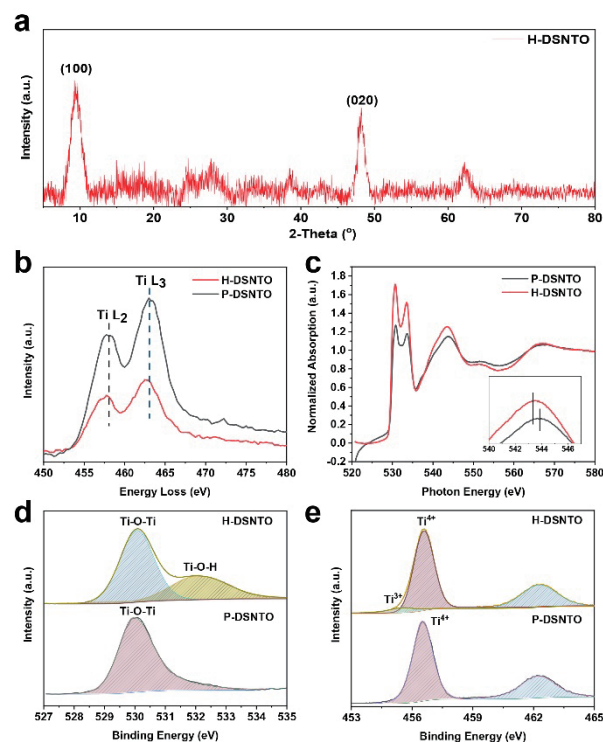 a
H-DSNTO
(100)
(020)
Intensity (a.u.)
10 20 30 40 50 60 70 80
2-Theta (°)
b
H-DSNTO
P-DSNTO
Ti L3
Ti L2
Intensity (a.u.)
450 455 460 465 470 475 480
Energy Loss (eV)
c
P-DSNTO
H-DSNTO
Normalized Absorption (a.u.)
1.8
1.6
1.4
1.2
1.0
0.8
0.6
0.4
0.2
0.0
-0.2
540 542 544 546
520 530 540 550 560 570 580
Photon Energy (eV)
d
Ti-O-Ti
H-DSNTO
Ti-O-H
Ti-O-Ti
P-DSNTO
Intensity (a.u.)
527 528 529 530 531 532 533 534 535
Binding Energy (eV)
e
Ti4+
H-DSNTO
Ti3+
Ti4+
P-DSNTO
Intensity (a.u.)
453 456 459 462 465
Binding Energy (eV)